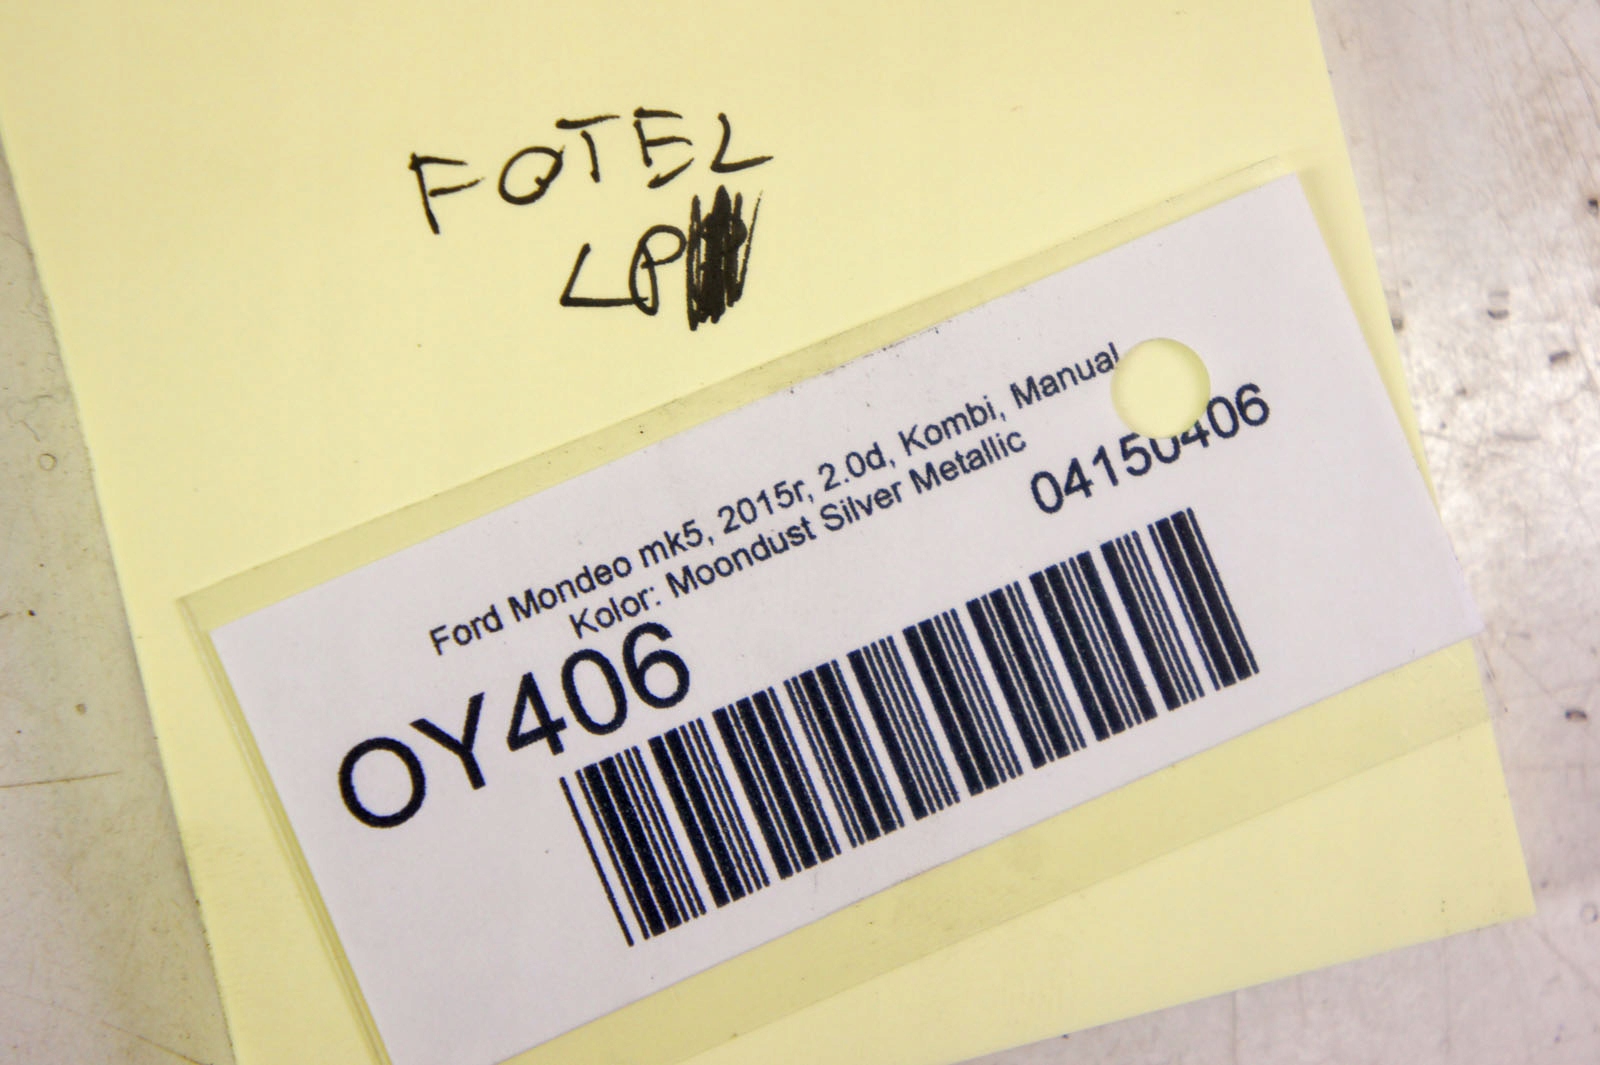 FOTEL
LP
Ford Mondeo mk5, 2015r, 2.0d, Kombi, Manual
Kolor: Moondust Silver Metallic
04150406
OY406